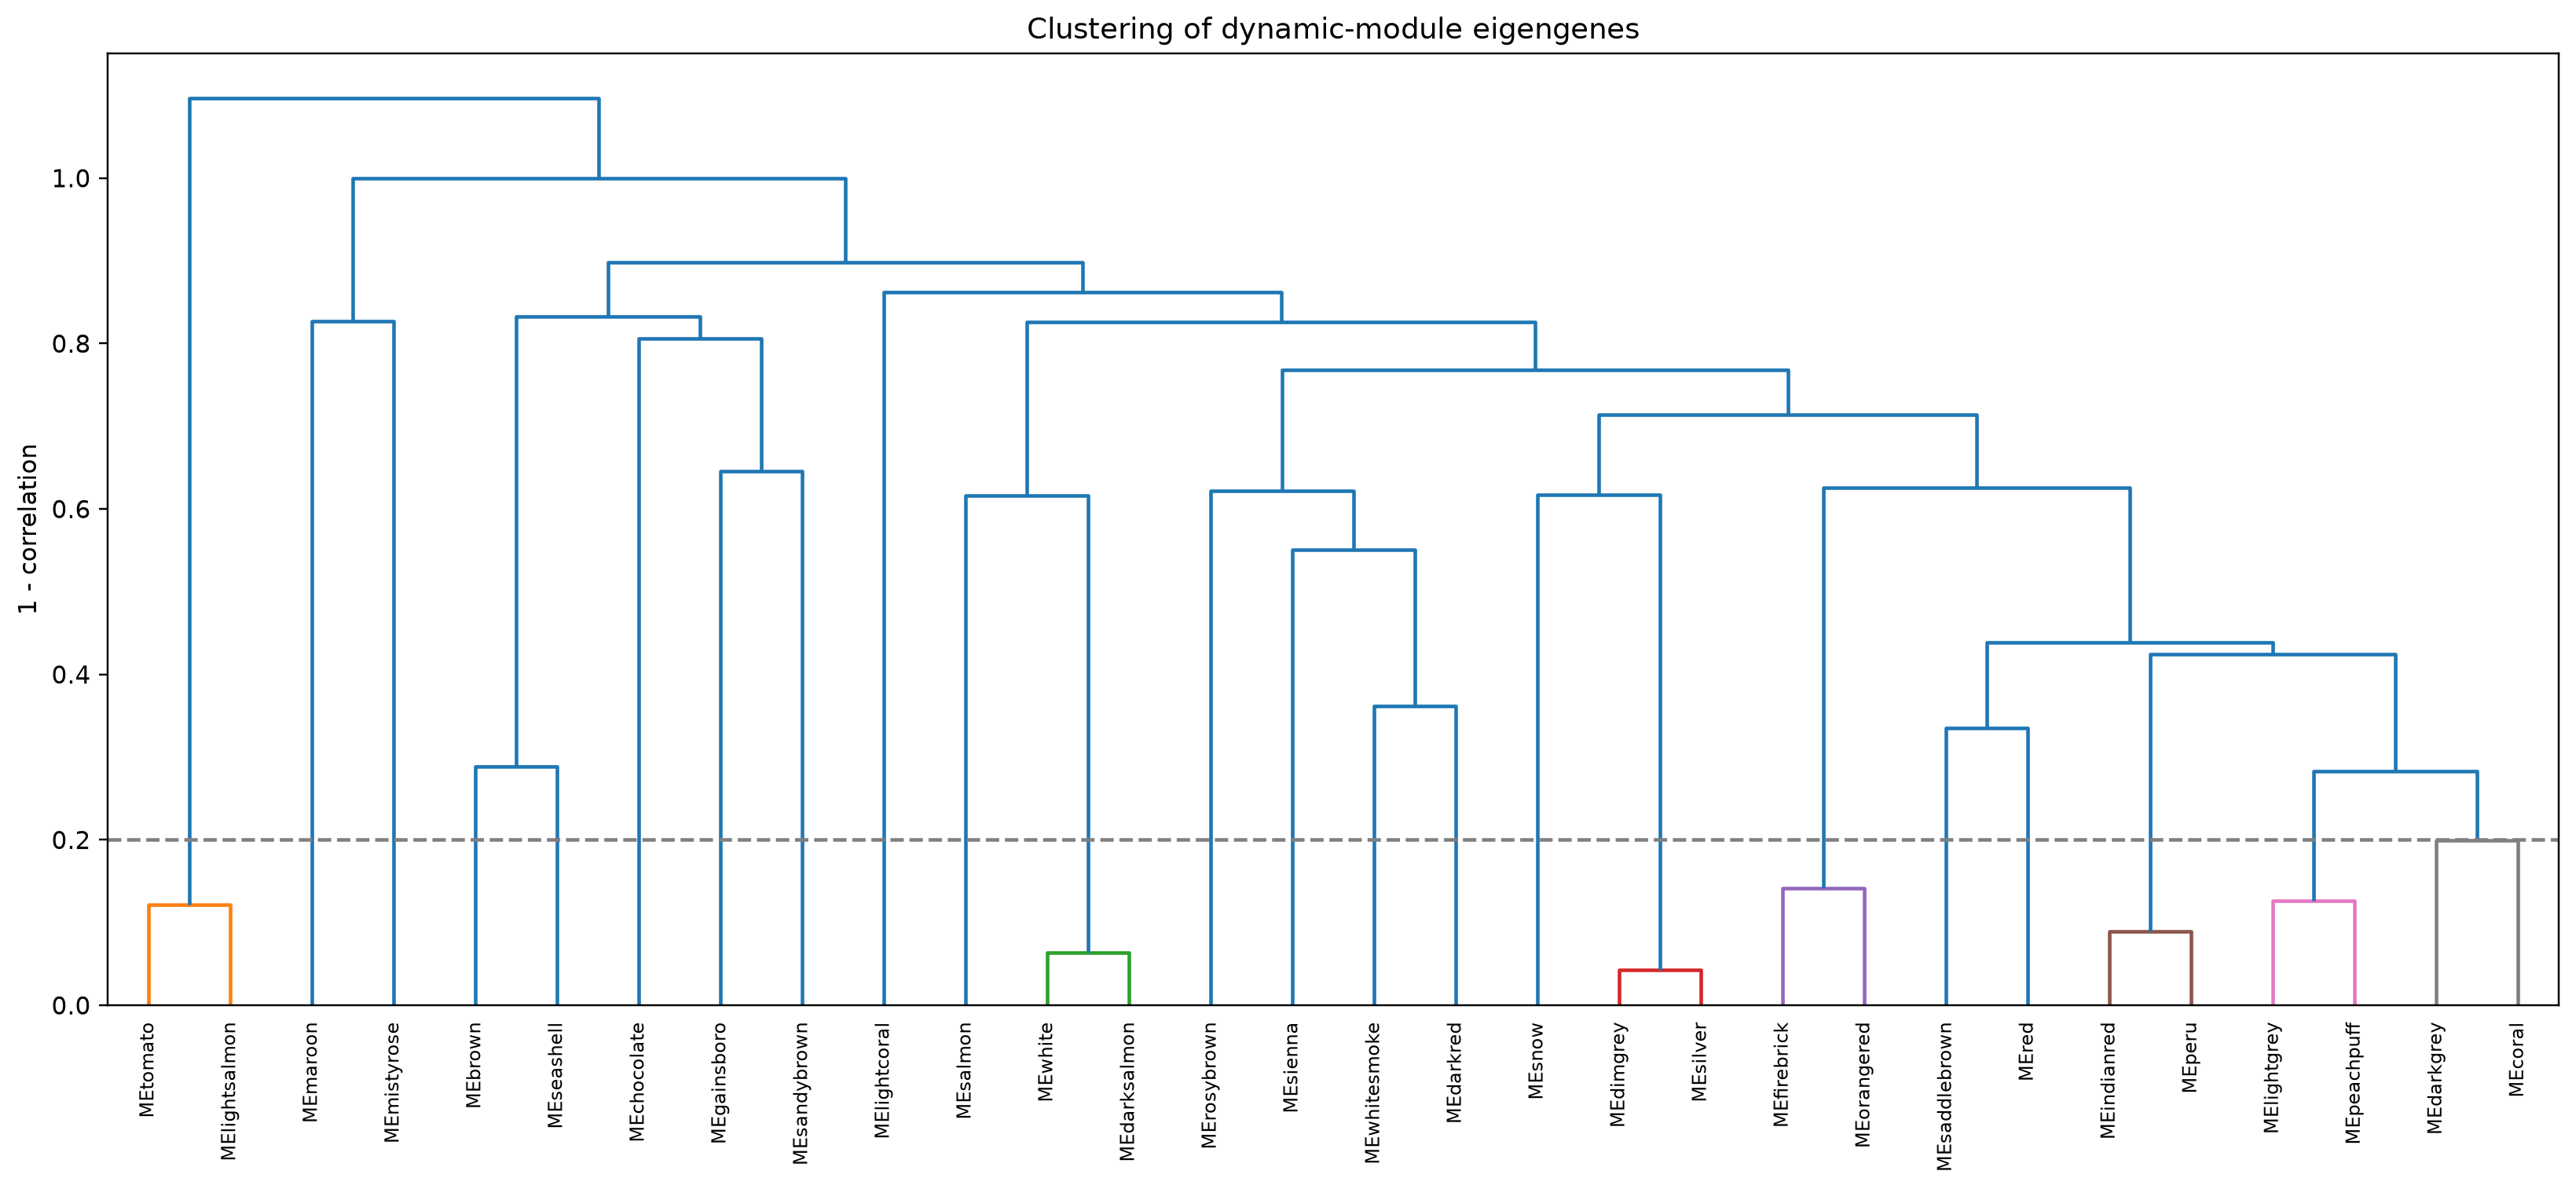 Clustering of dynamic-module eigengenes
1 - correlation
1.0
0.8
0.6
0.4
0.2
0.0
MEtomato
MElightsalmon
MEmaroon
MEmistyrose
MEbrown
MEseashell
MEchocolate
MEgainsboro
MEsandybrown
MElightcoral
MEsalmon
MEwhite
MEdarksalmon
MErosybrown
MEsienna
MEwhitesmoke
MEdarkred
MEsnow
MEdimgrey
MEsilver
MEfirebrick
MEorangered
MEsaddlebrown
MEred
MEindianred
MEperu
MElightgrey
MEpeachpuff
MEdarkgrey
MEcoral